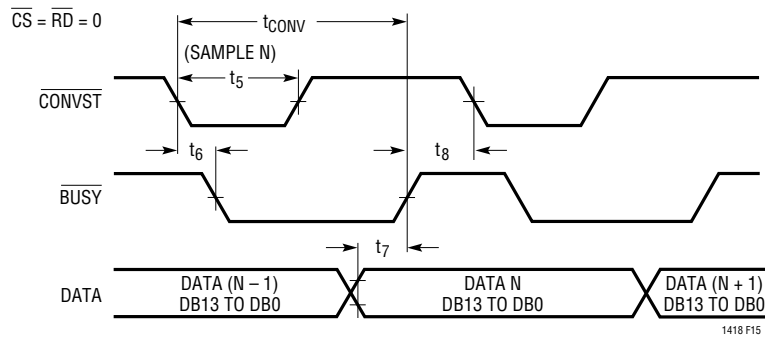 CS = RD = 0
tCONV
(SAMPLE N)
t5
CONVST
t6
t8
BUSY
t7
DATA
DATA (N – 1)
DB13 TO DB0
DATA N
DB13 TO DB0
DATA (N + 1)
DB13 TO DB0
1418 F15